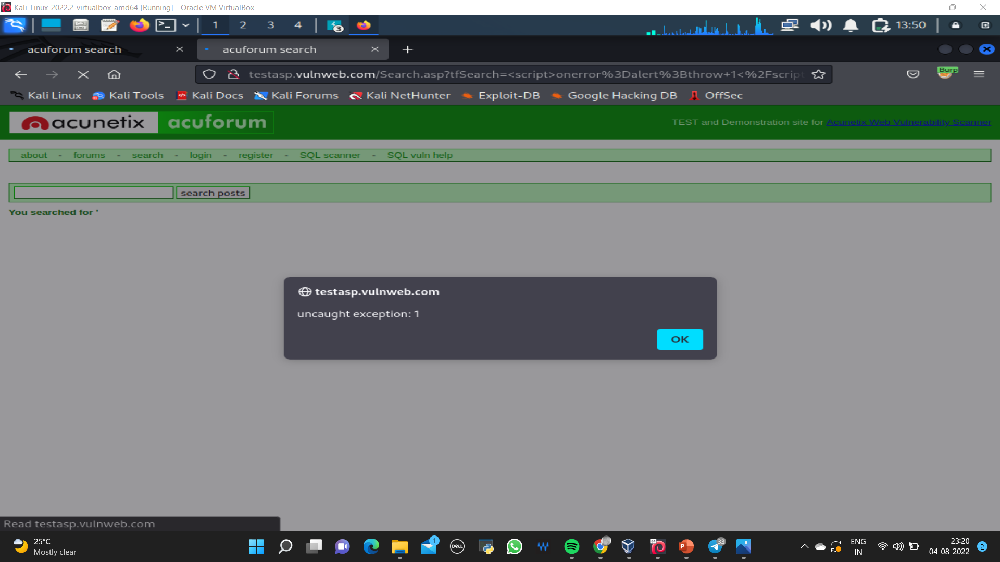 Kali-Linux-2022.2-virtualbox-amd64 [Running] - Oracle VM VirtualBox
1 2 3 4 3 13:50
acuforum search acuforum search
testasp.vulnweb.com/Search.asp?tfSearch=<script>onerror%3Dalert%3Bthrow+1<%2Fscript Burp
Kali Linux Kali Tools Kali Docs Kali Forums Kali NetHunter Exploit-DB Google Hacking DB OffSec
acunetix acuforum TEST and Demonstration site for Acunetix Web Vulnerability Scanner
about - forums - search - login - register - SQL scanner - SQL vuln help
search posts
You searched for '
testasp.vulnweb.com
uncaught exception: 1
OK
Read testasp.vulnweb.com
25°C
Mostly clear
1
DELL
64
P
33
ENG
IN
23:20
04-08-2022
2